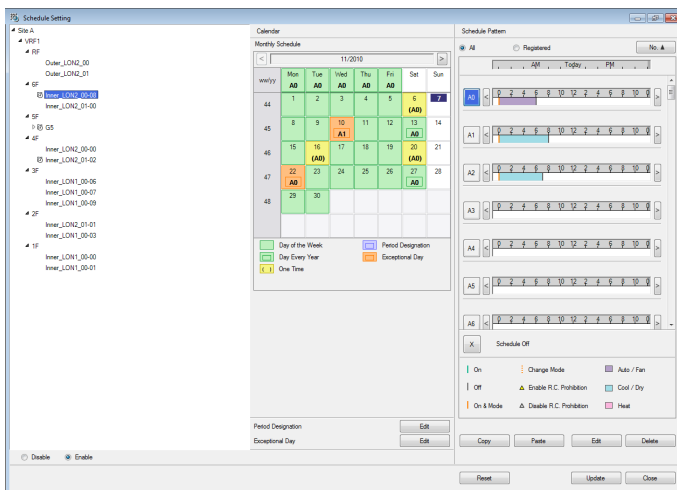 Schedule Setting
Site A
VRF1
RF
Outer_LON2_00
Outer_LON2_01
6F
Inner_LON2_00-08
Inner_LON2_01-00
5F
G5
4F
Inner_LON2_00-00
Inner_LON2_01-02
3F
Inner_LON1_00-06
Inner_LON1_00-07
Inner_LON1_00-09
2F
Inner_LON2_01-01
Inner_LON1_00-03
1F
Inner_LON1_00-00
Inner_LON1_00-01
Disable Enable
Calendar
Monthly Schedule
< 11/2010 >
ww/yy Mon Tue Wed Thu Fri Sat Sun
A0 A0 A0 A0 A0
44 1 2 3 4 5 6 7
(A0)
45 8 9 10 11 12 13 14
A1 A0
46 15 16 17 18 19 20 21
(A0) (A0)
47 22 23 24 25 26 27 28
A0 A0
48 29 30
Day of the Week Period Designation
Day Every Year Exceptional Day
( ) One Time
Period Designation Edit
Exceptional Day Edit
Schedule Pattern
All Registered No. ▲
AM Today PM
A0 < 0 2 4 6 8 10 12 2 4 6 8 10 0 >
A1 < 0 2 4 6 8 10 12 2 4 6 8 10 0 >
A2 < 0 2 4 6 8 10 12 2 4 6 8 10 0 >
A3 < 0 2 4 6 8 10 12 2 4 6 8 10 0 >
A4 < 0 2 4 6 8 10 12 2 4 6 8 10 0 >
A5 < 0 2 4 6 8 10 12 2 4 6 8 10 0 >
A6 < 0 2 4 6 8 10 12 2 4 6 8 10 0 >
X Schedule Off
On Change Mode Auto / Fan
Off Enable R.C. Prohibition Cool / Dry
On & Mode Disable R.C. Prohibition Heat
Copy Paste Edit Delete
Reset Update Close